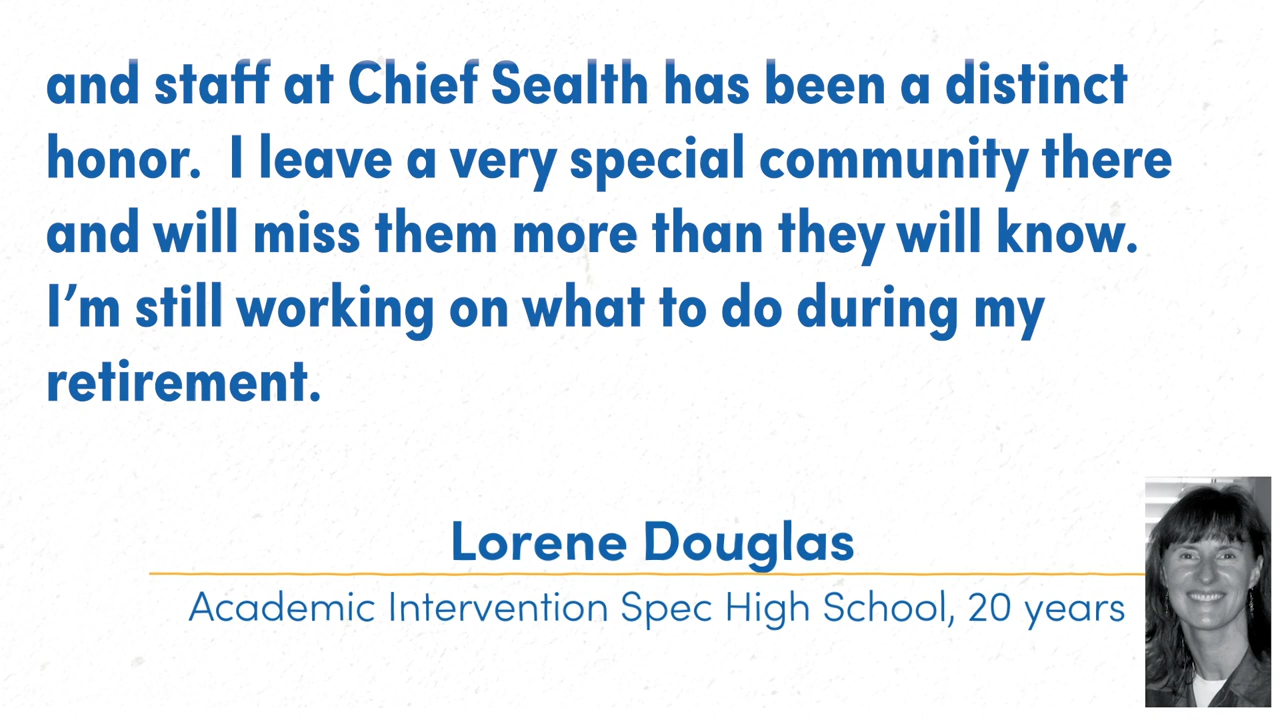 and staff at Chief Sealth has been a distinct
honor.  I leave a very special community there
and will miss them more than they will know.
I’m still working on what to do during my
retirement.
Lorene Douglas
Academic Intervention Spec High School, 20 years